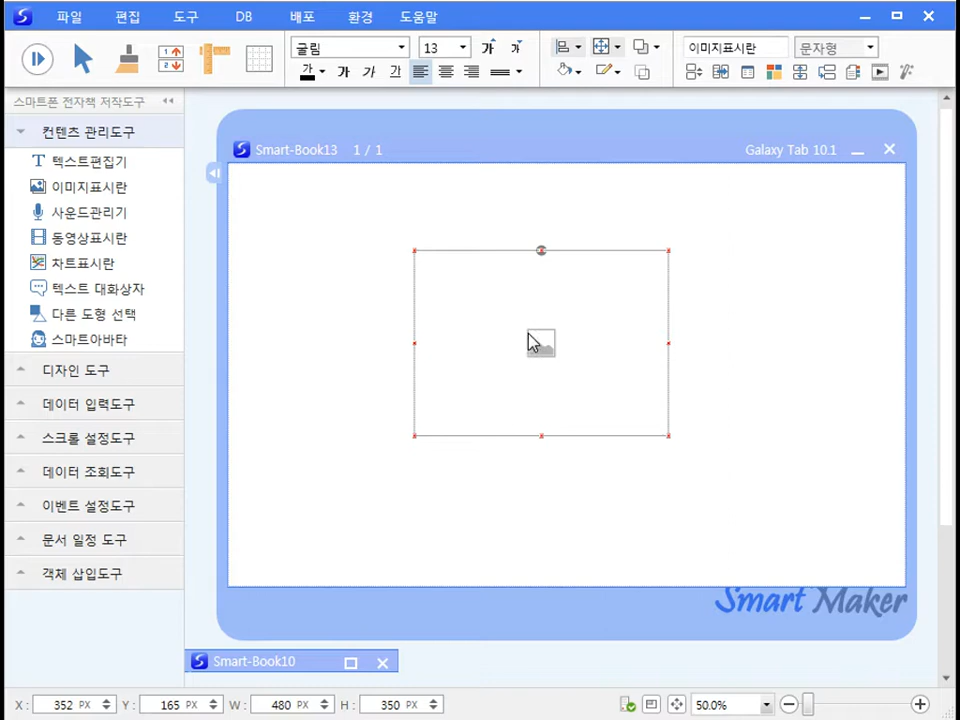 파일 편집 도구 DB 배포 환경 도움말
굴림 13 가 가 이미지표시란 문자형
가 가 가 가
스마트폰 전자책 저작도구
컨텐츠 관리도구
텍스트편집기
이미지표시란
사운드관리기
동영상표시란
차트표시란
텍스트 대화상자
다른 도형 선택
스마트아바타
디자인 도구
데이터 입력도구
스크롤 설정도구
데이터 조회도구
이벤트 설정도구
문서 일정 도구
객체 삽입도구
Smart-Book13 1 / 1 Galaxy Tab 10.1
Smart Maker
Smart-Book10
X : 352 PX Y : 165 PX W : 480 PX H : 350 PX 50.0%